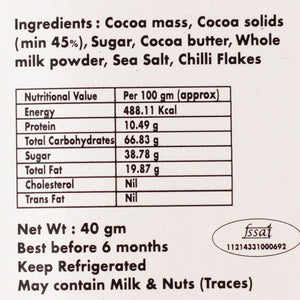 Ingredients : Cocoa mass, Cocoa solids
(min 45%), Sugar, Cocoa butter, Whole
milk powder, Sea Salt, Chilli Flakes
Nutritional Value Per 100 gm (approx)
Energy 488.11 Kcal
Protein 10.49 g
Total Carbohydrates 66.83 g
Sugar 38.78 g
Total Fat 19.87 g
Cholesterol Nil
Trans Fat Nil
Net Wt : 40 gm
Best before 6 months
Keep Refrigerated
May contain Milk & Nuts (Traces)
fssai
11214331000692